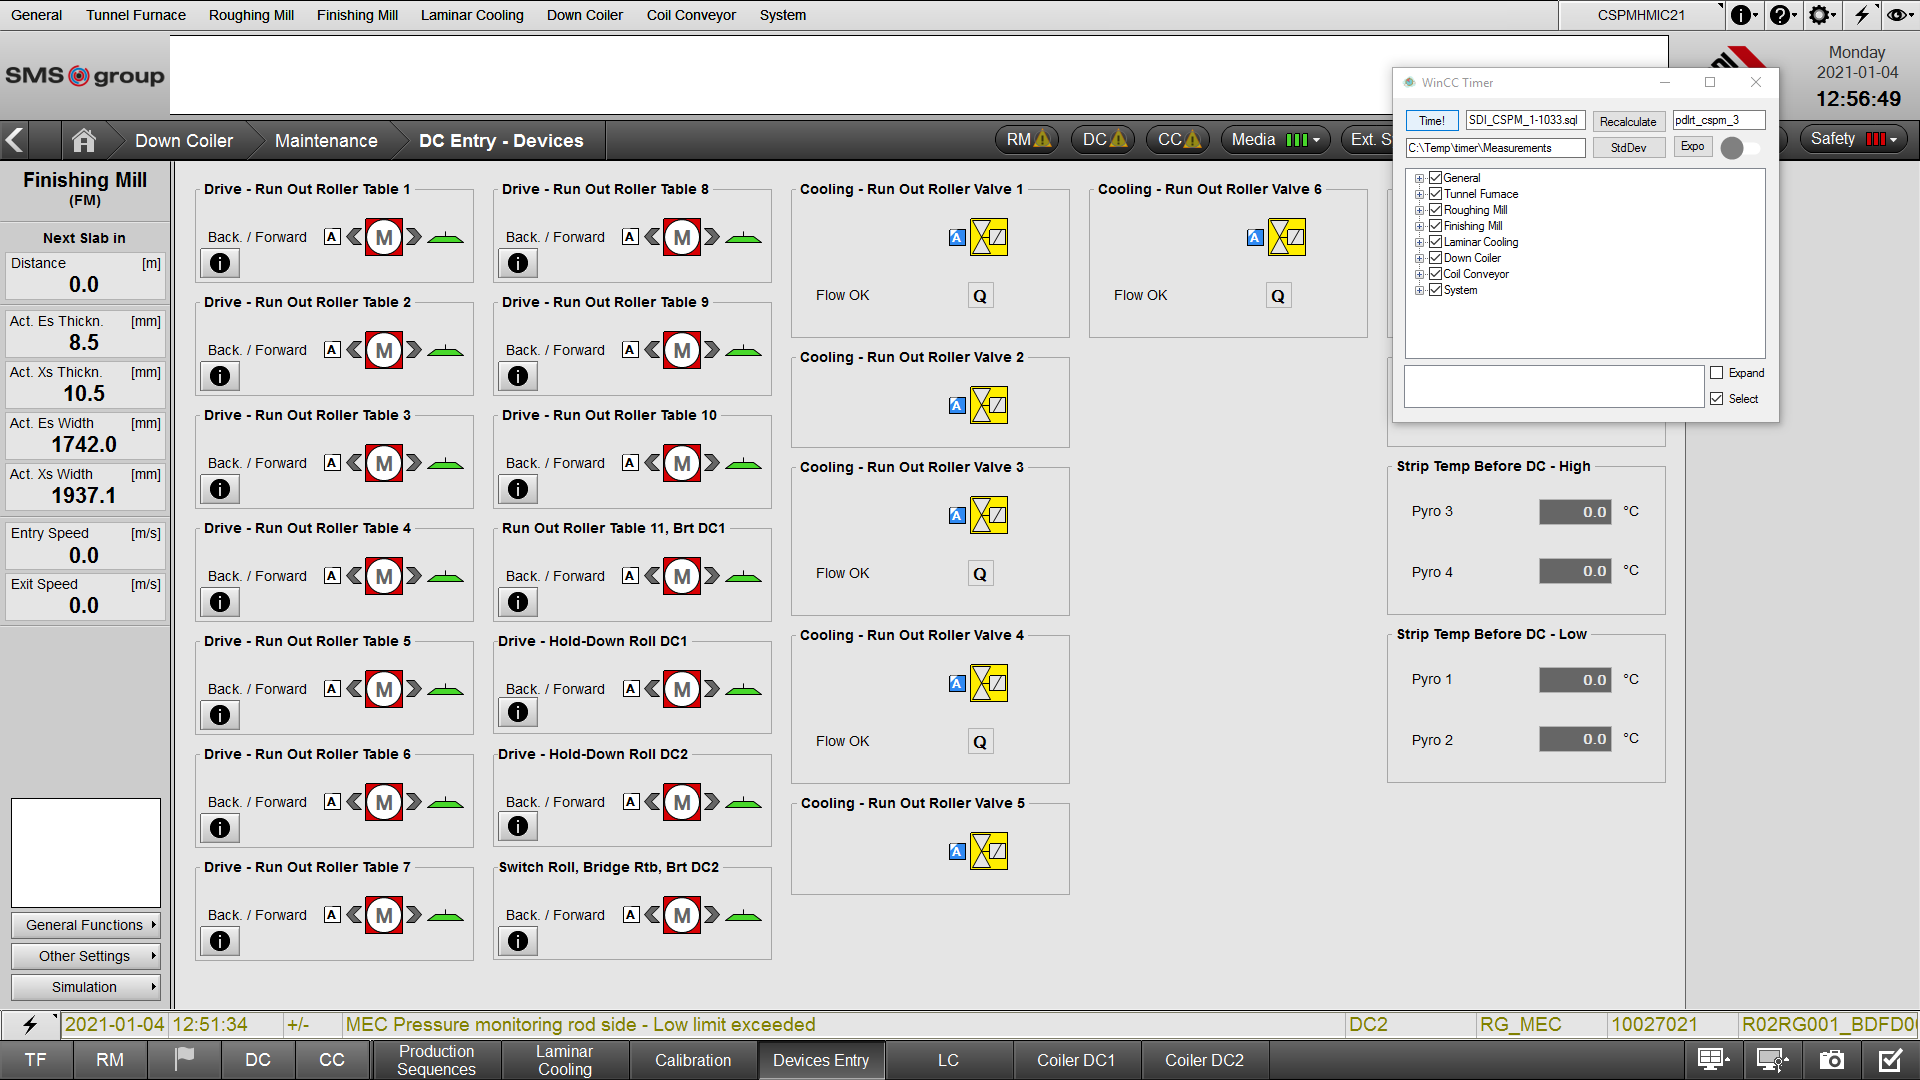 General Tunnel Furnace Roughing Mill Finishing Mill Laminar Cooling Down Coiler Coil Conveyor System CSPMHMIC21
SMS group
Monday
2021-01-04
12:56:49
Down Coiler Maintenance DC Entry - Devices RM DC CC Media Ext. S Safety
WinCC Timer
Time! SDI_CSPM_1-1033.sql Recalculate pdlrt_cspm_3
C:\Temp\timer\Measurements StdDev Expo
General
Tunnel Furnace
Roughing Mill
Finishing Mill
Laminar Cooling
Down Coiler
Coil Conveyor
System
Expand
Select
Finishing Mill
(FM)
Next Slab in
Distance [m]
0.0
Act. Es Thickn. [mm]
8.5
Act. Xs Thickn. [mm]
10.5
Act. Es Width [mm]
1742.0
Act. Xs Width [mm]
1937.1
Entry Speed [m/s]
0.0
Exit Speed [m/s]
0.0
General Functions
Other Settings
Simulation
Drive - Run Out Roller Table 1
Back. / Forward A M
Drive - Run Out Roller Table 2
Back. / Forward A M
Drive - Run Out Roller Table 3
Back. / Forward A M
Drive - Run Out Roller Table 4
Back. / Forward A M
Drive - Run Out Roller Table 5
Back. / Forward A M
Drive - Run Out Roller Table 6
Back. / Forward A M
Drive - Run Out Roller Table 7
Back. / Forward A M
Drive - Run Out Roller Table 8
Back. / Forward A M
Drive - Run Out Roller Table 9
Back. / Forward A M
Drive - Run Out Roller Table 10
Back. / Forward A M
Run Out Roller Table 11, Brt DC1
Back. / Forward A M
Drive - Hold-Down Roll DC1
Back. / Forward A M
Drive - Hold-Down Roll DC2
Back. / Forward A M
Switch Roll, Bridge Rtb, Brt DC2
Back. / Forward A M
Cooling - Run Out Roller Valve 1
A
Flow OK Q
Cooling - Run Out Roller Valve 2
A
Cooling - Run Out Roller Valve 3
A
Flow OK Q
Cooling - Run Out Roller Valve 4
A
Flow OK Q
Cooling - Run Out Roller Valve 5
A
Cooling - Run Out Roller Valve 6
A
Flow OK Q
Strip Temp Before DC - High
Pyro 3 0.0 °C
Pyro 4 0.0 °C
Strip Temp Before DC - Low
Pyro 1 0.0 °C
Pyro 2 0.0 °C
2021-01-04 12:51:34 +/- MEC Pressure monitoring rod side - Low limit exceeded DC2 RG_MEC 10027021 R02RG001_BDFD0
TF RM DC CC Production Sequences Laminar Cooling Calibration Devices Entry LC Coiler DC1 Coiler DC2